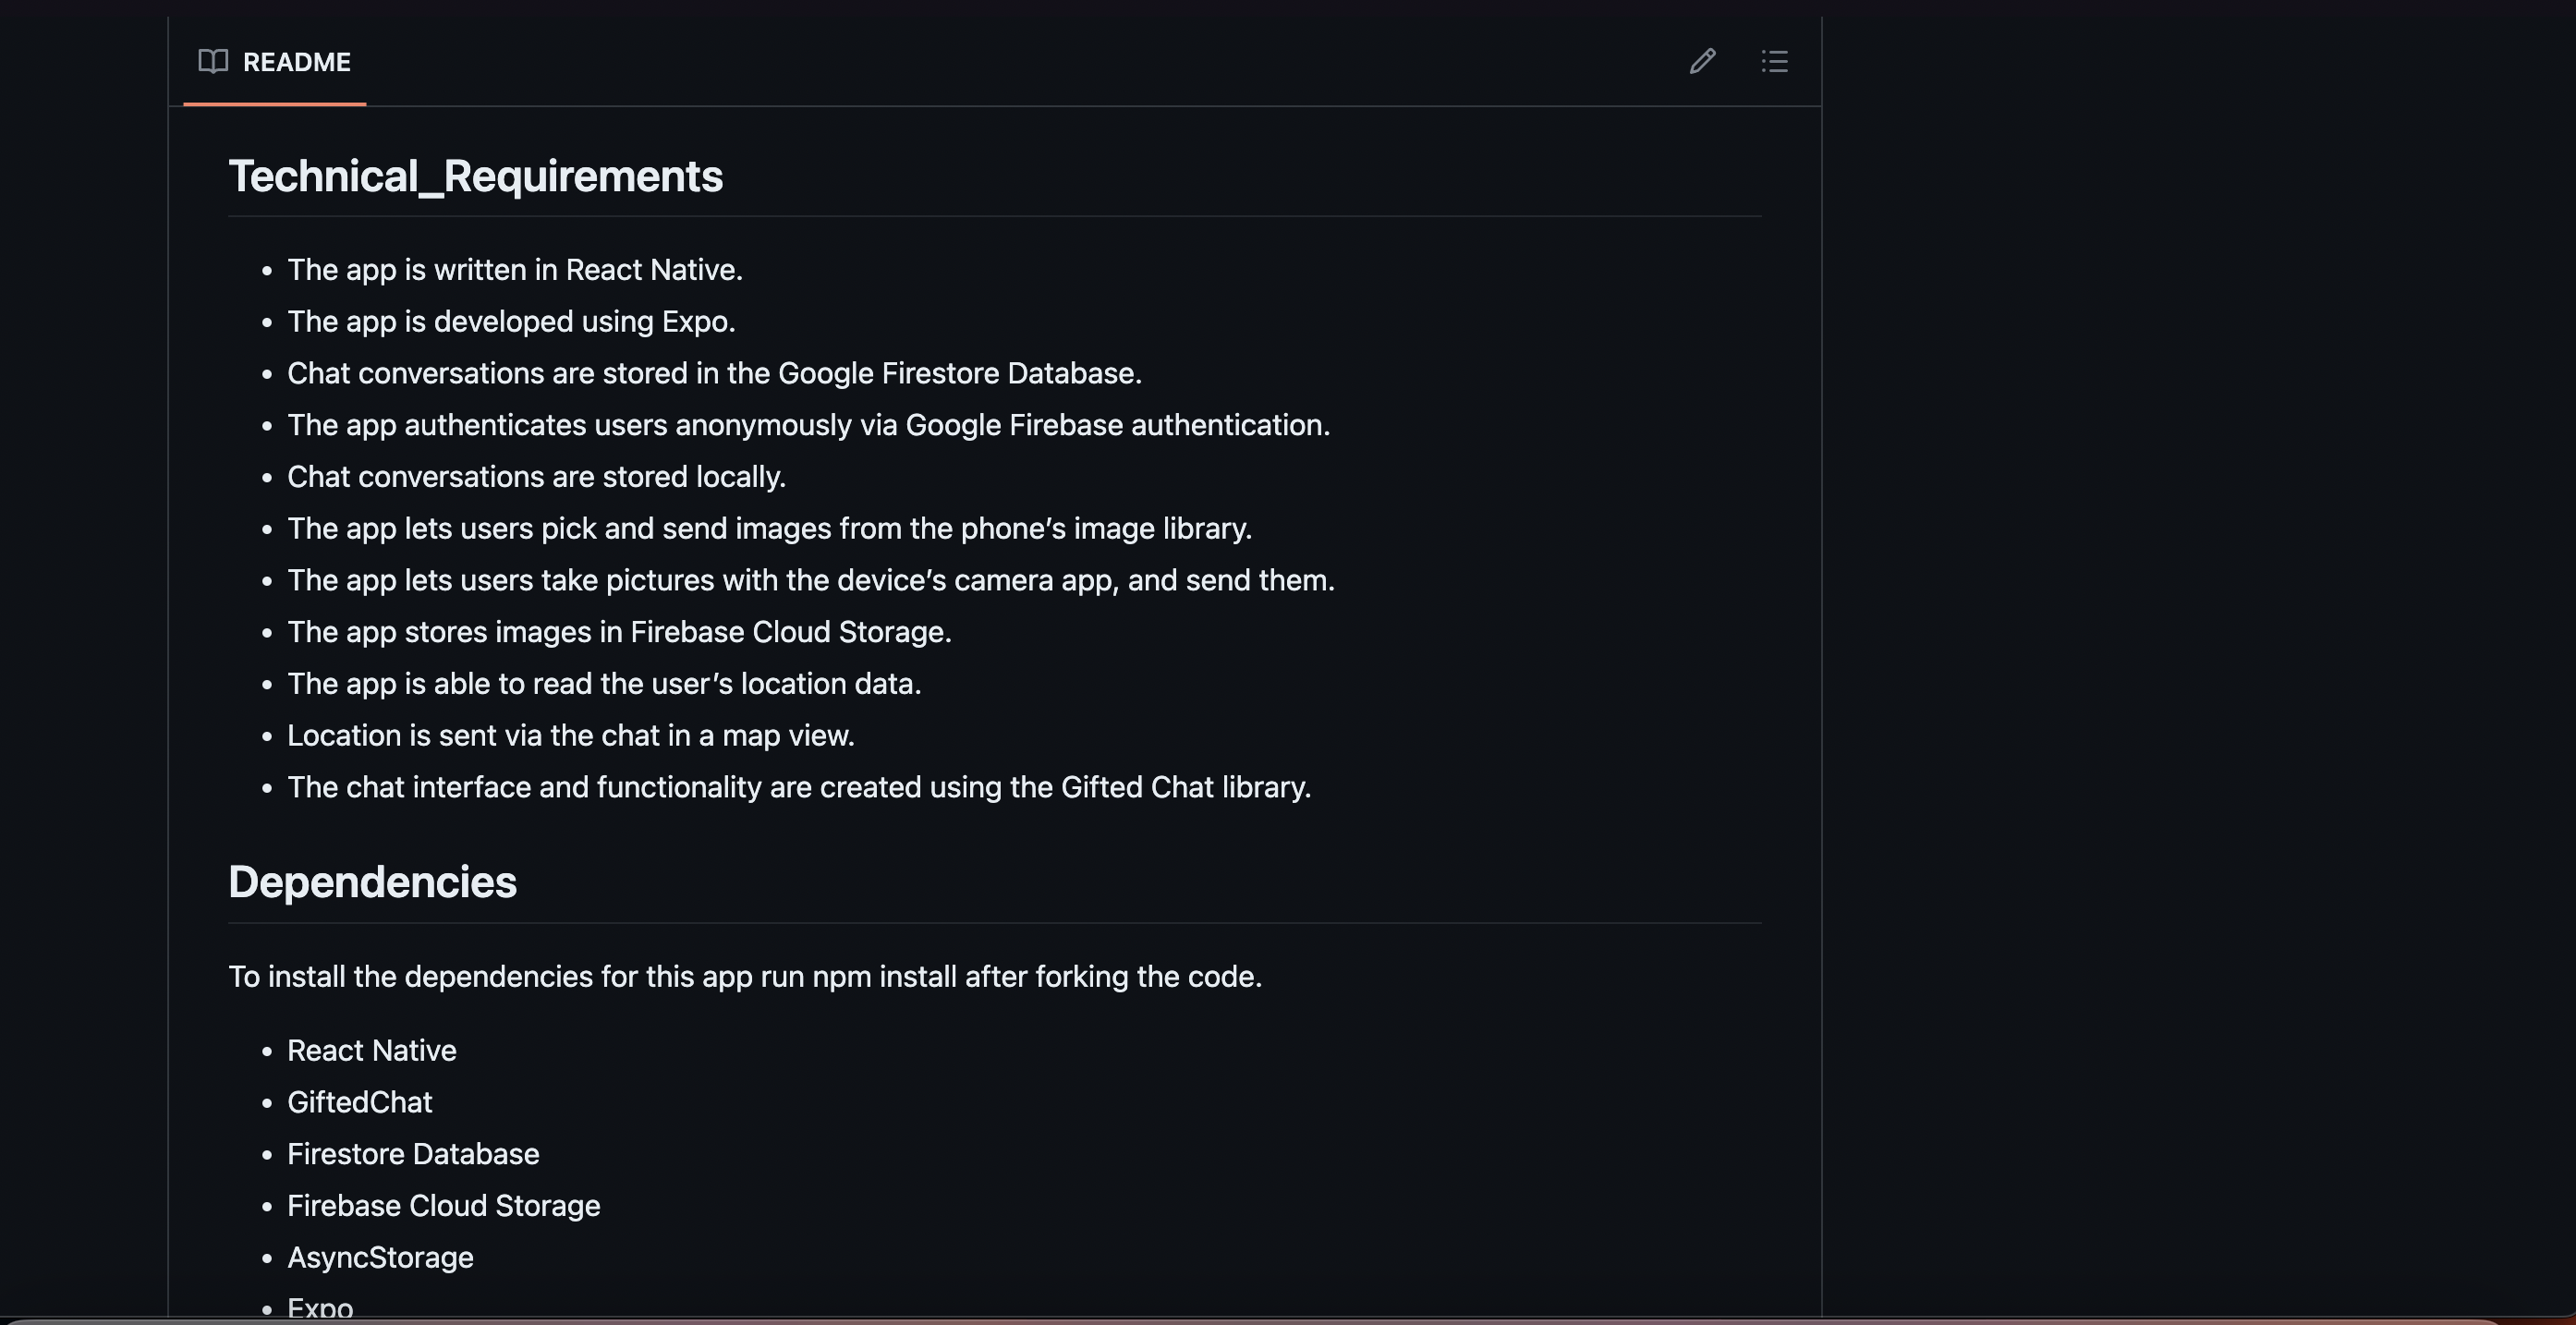 README
Technical_Requirements
The app is written in React Native.
The app is developed using Expo.
Chat conversations are stored in the Google Firestore Database.
The app authenticates users anonymously via Google Firebase authentication.
Chat conversations are stored locally.
The app lets users pick and send images from the phone’s image library.
The app lets users take pictures with the device’s camera app, and send them.
The app stores images in Firebase Cloud Storage.
The app is able to read the user’s location data.
Location is sent via the chat in a map view.
The chat interface and functionality are created using the Gifted Chat library.
Dependencies
To install the dependencies for this app run npm install after forking the code.
React Native
GiftedChat
Firestore Database
Firebase Cloud Storage
AsyncStorage
Expo